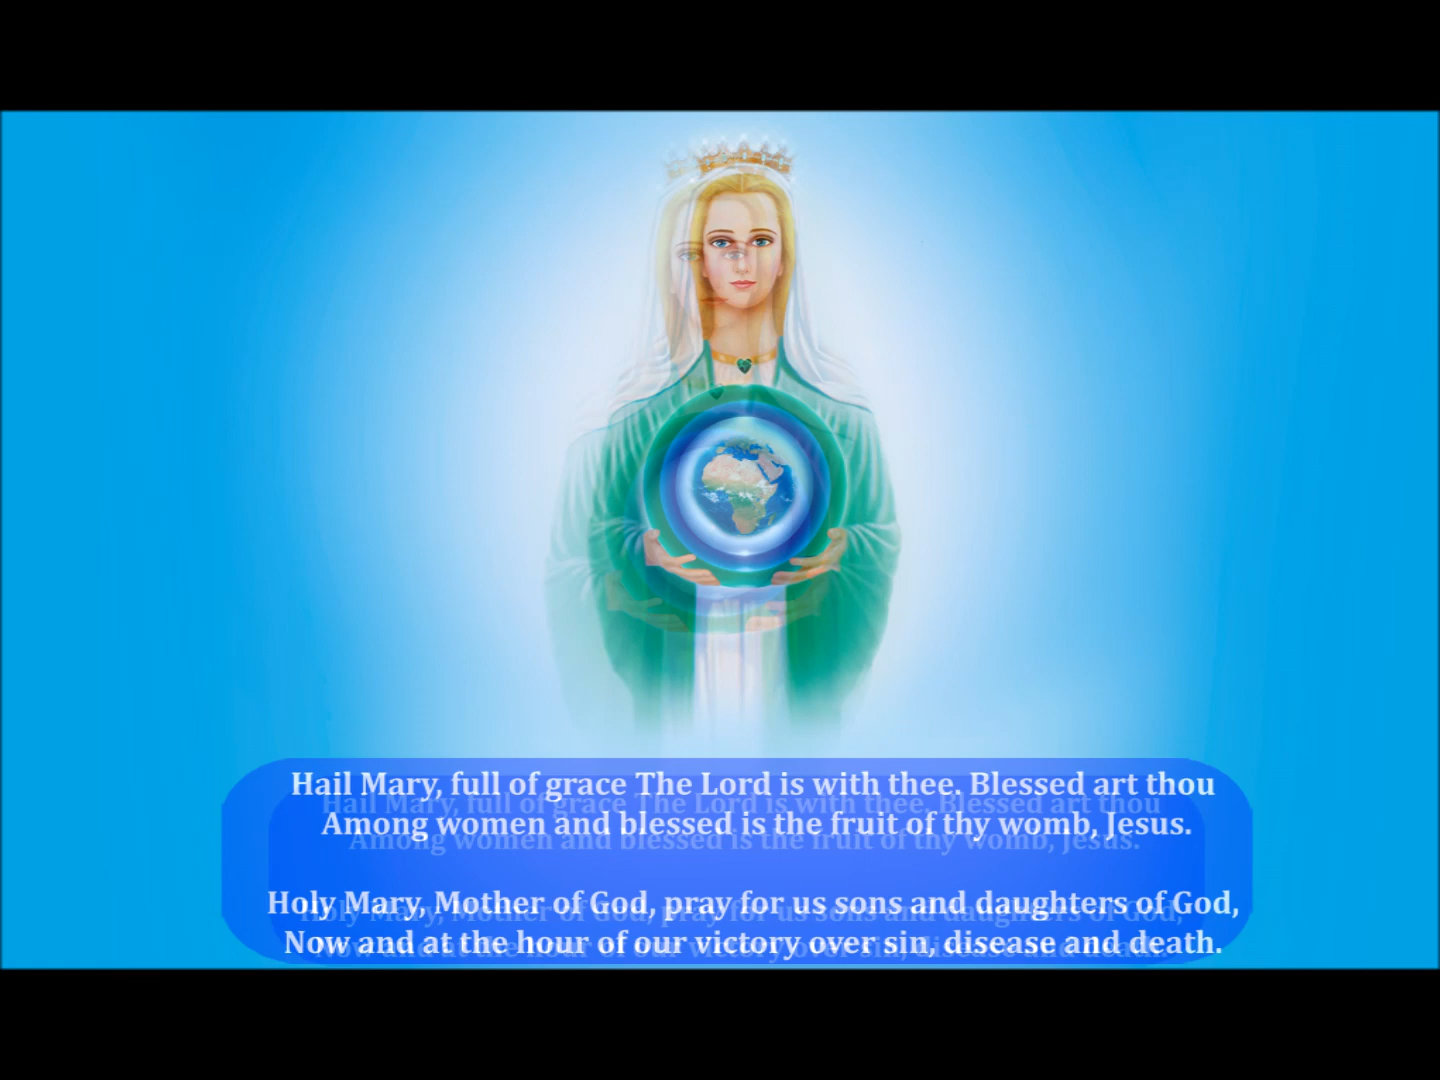 Hail Mary, full of grace The Lord is with thee. Blessed art thou
Among women and blessed is the fruit of thy womb, Jesus.
Holy Mary, Mother of God, pray for us sons and daughters of God,
Now and at the hour of our victory over sin, disease and death.